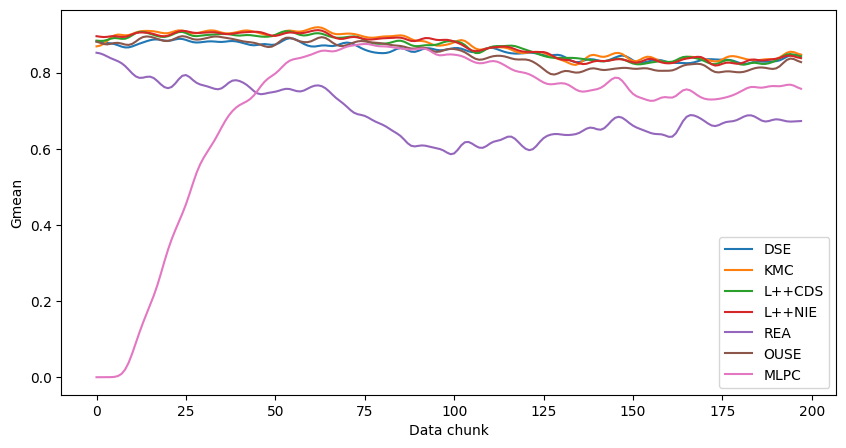 Gmean
0.8
0.6
0.4
0.2
0.0
0
25
50
75
100
125
150
175
200
Data chunk
DSE
KMC
L++CDS
L++NIE
REA
OUSE
MLPC